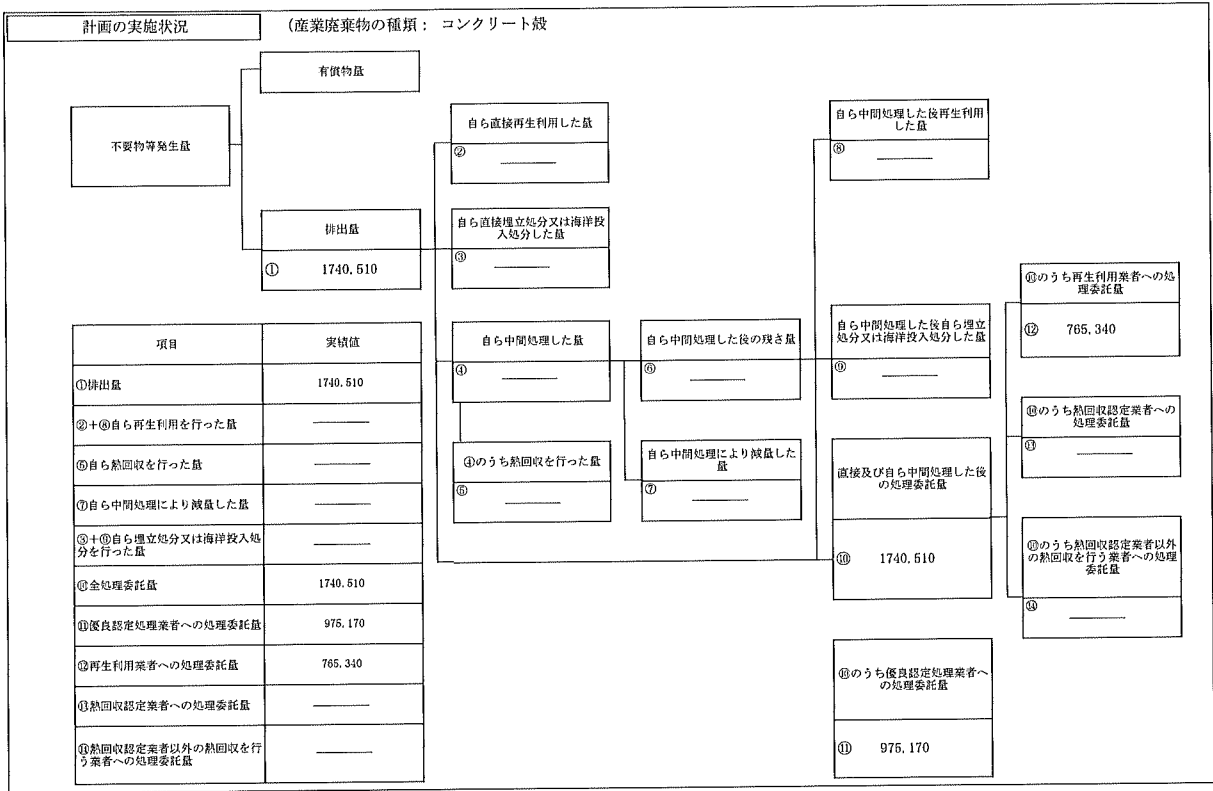 計画の実施状況
(産業廃棄物の種類： コンクリート殻
有償物量
不要物等発生量
排出量
① 1740.510
自ら直接再生利用した量
②
自ら直接埋立処分又は海洋投
入処分した量
③
自ら中間処理した量
④
④のうち熱回収を行った量
⑤
自ら中間処理した後の残さ量
⑥
自ら中間処理により減量した
量
⑦
自ら中間処理した後再生利用
した量
⑧
自ら中間処理した後自ら埋立
処分又は海洋投入処分した量
⑨
直接及び自ら中間処理した後
の処理委託量
⑩ 1740.510
⑩のうち優良認定処理業者へ
の処理委託量
⑪ 975.170
⑩のうち再生利用業者への処
理委託量
⑫ 765.340
⑩のうち熱回収認定業者への
処理委託量
⑬
⑩のうち熱回収認定業者以外
の熱回収を行う業者への処理
委託量
⑭
項目 実績値
①排出量 1740.510
②+⑧自ら再生利用を行った量
⑤自ら熱回収を行った量
⑦自ら中間処理により減量した量
③+⑨自ら埋立処分又は海洋投入処
分を行った量
⑩全処理委託量 1740.510
⑪優良認定処理業者への処理委託量 975.170
⑫再生利用業者への処理委託量 765.340
⑬熱回収認定業者への処理委託量
⑭熱回収認定業者以外の熱回収を行
う業者への処理委託量